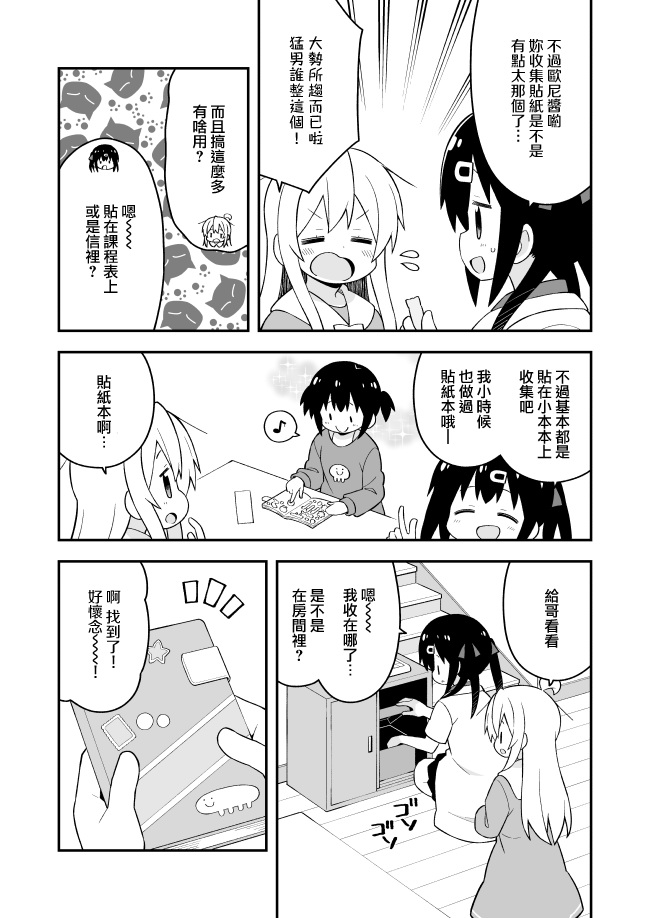 不過歐尼醬喲
妳收集貼紙是不是
有點太那個了…
大勢所趨而已啦
猛男誰整這個！
而且搞這麼多
有啥用？
嗯～～～
貼在課程表上
或是信裡？
不過基本都是
貼在小本本上
收集吧
我小時候
也做過
貼紙本哦ー
♪
貼紙本啊…
給哥看看
嗯～～～
我收在哪了…
是不是
在房間裡？
ゴソ
ゴソ
啊 找到了！
好懷念～～～！